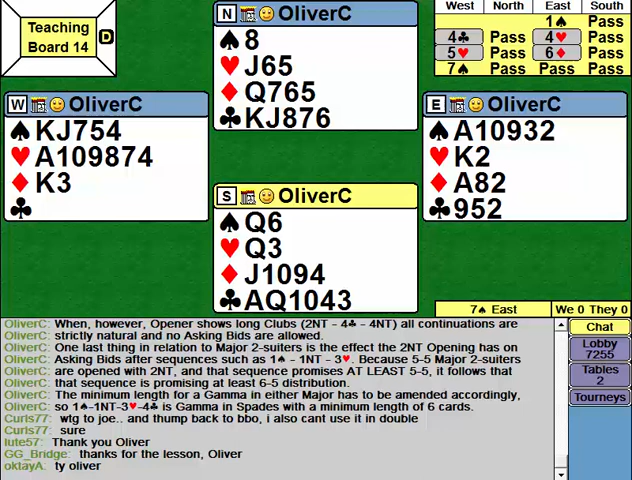 Teaching
Board 14
D
N OliverC
♠ 8
♥ J65
♦ Q765
♣ KJ876
West North East South
1♠ Pass
4♣ Pass 4♥ Pass
5♥ Pass 6♦ Pass
7♠ Pass Pass Pass
W OliverC
♠ KJ754
♥ A109874
♦ K3
♣
E OliverC
♠ A10932
♥ K2
♦ A82
♣ 952
S OliverC
♠ Q6
♥ Q3
♦ J1094
♣ AQ1043
7♠ East We 0 They 0
OliverC: When, however, Opener shows long Clubs (2NT - 4♣ - 4NT) all continuations are
OliverC: strictly natural and no Asking Bids are allowed.
OliverC: One last thing in relation to Major 2-suiters is the effect the 2NT Opening has on
OliverC: Asking Bids after sequences such as 1♠ - 1NT - 3♥. Because 5-5 Major 2-suiters
OliverC: are opened with 2NT, and that sequence promises AT LEAST 5-5, it follows that
OliverC: that sequence is promising at least 6-5 distribution.
OliverC: The minimum length for a Gamma in either Major has to be amended accordingly,
OliverC: so 1♠-1NT-3♥-4♣ is Gamma in Spades with a minimum length of 6 cards.
Curls77: wtg to joe.. and thump back to bbo, i also cant use it in double
Curls77: sure
lute57: Thank you Oliver
GG_Bridge: thanks for the lesson, Oliver
oktayA: ty oliver
Chat
Lobby
7255
Tables
2
Tourneys